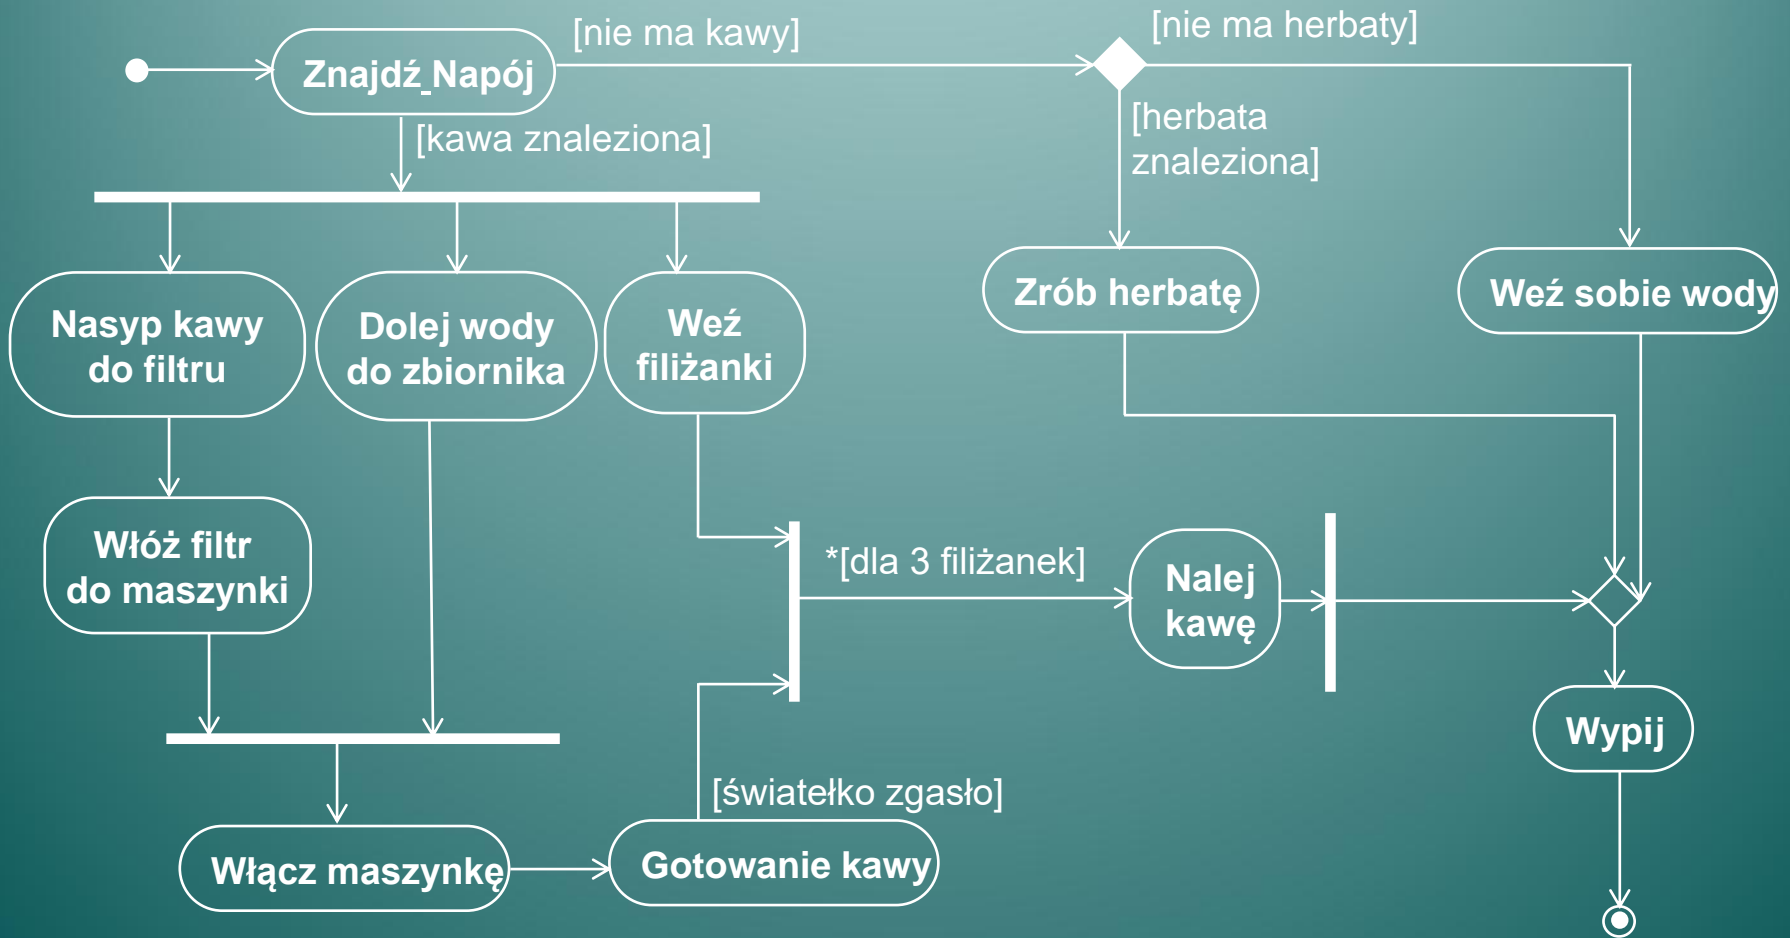 [nie ma kawy]
[nie ma herbaty]
Znajdź Napój
[kawa znaleziona]
[herbata
znaleziona]
Nasyp kawy
do filtru
Dolej wody
do zbiornika
Weź
filiżanki
Zrób herbatę
Weź sobie wody
Włóż filtr
do maszynki
*[dla 3 filiżanek]
Nalej
kawę
Wypij
[światełko zgasło]
Włącz maszynkę
Gotowanie kawy